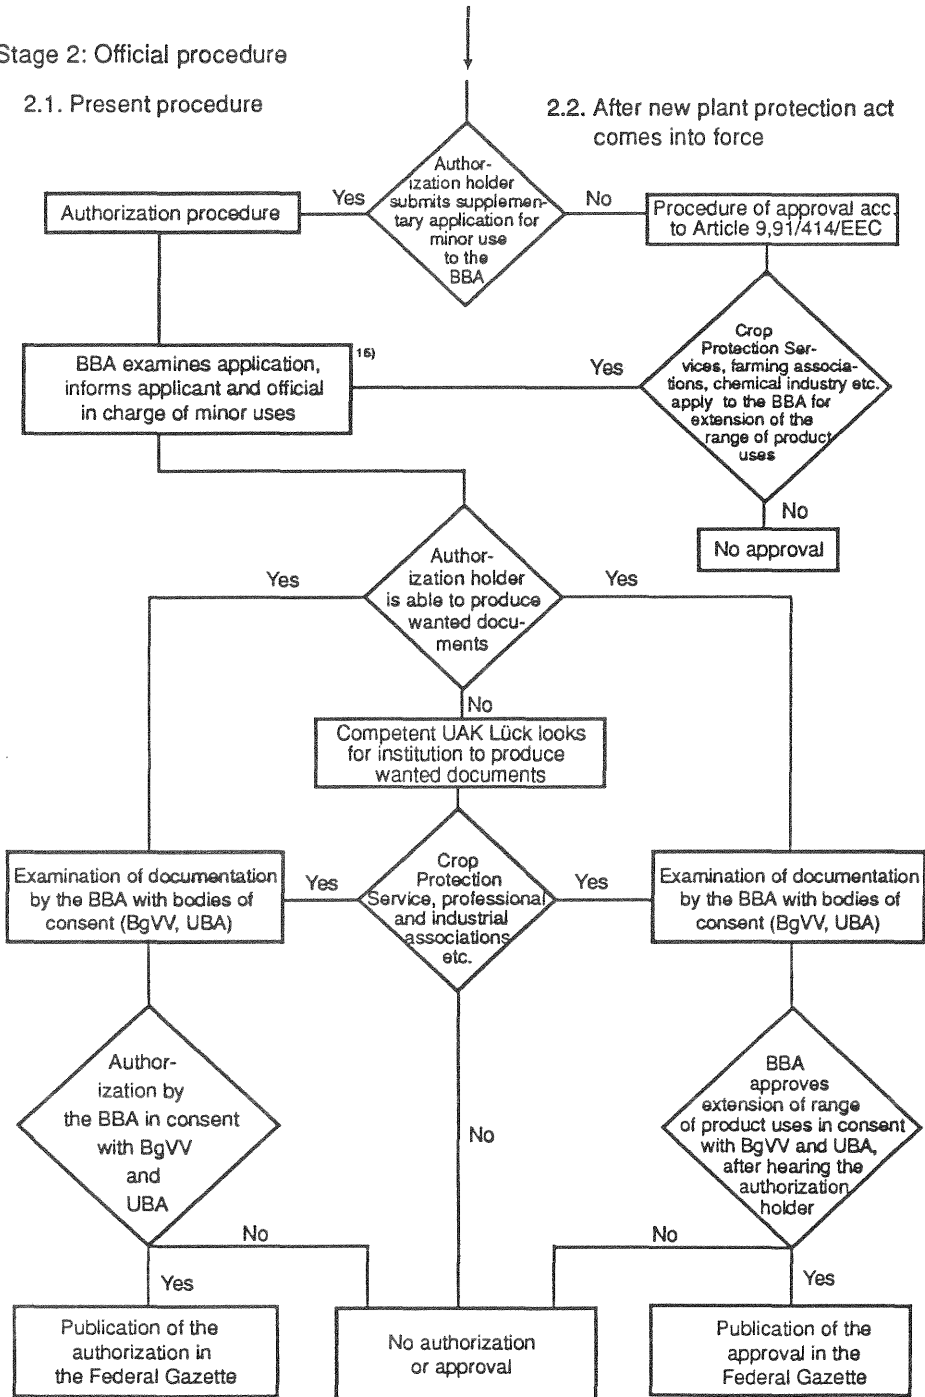 Stage 2: Official procedure
2.1. Present procedure
2.2. After new plant protection act
comes into force
Author-
ization holder
submits supplemen-
tary application for
minor use
to the
BBA
Yes
No
Authorization procedure
Procedure of approval acc.
to Article 9,91/414/EEC
BBA examines application,
informs applicant and official
in charge of minor uses
16)
Yes
Crop
Protection Ser-
vices, farming associa-
tions, chemical industry etc.
apply to the BBA for
extension of the
range of product
uses
No
No approval
Author-
ization holder
is able to produce
wanted docu-
ments
Yes
Yes
No
Competent UAK Lück looks
for institution to produce
wanted documents
Examination of documentation
by the BBA with bodies of
consent (BgVV, UBA)
Yes
Crop
Protection
Service, professional
and industrial
associations
etc.
Yes
Examination of documentation
by the BBA with bodies of
consent (BgVV, UBA)
Author-
ization by
the BBA in consent
with BgVV
and
UBA
No
BBA
approves
extension of range
of product uses in consent
with BgVV and UBA,
after hearing the
authorization
holder
No
No
Yes
Yes
Publication of the
authorization in
the Federal Gazette
No authorization
or approval
Publication of the
approval in the
Federal Gazette